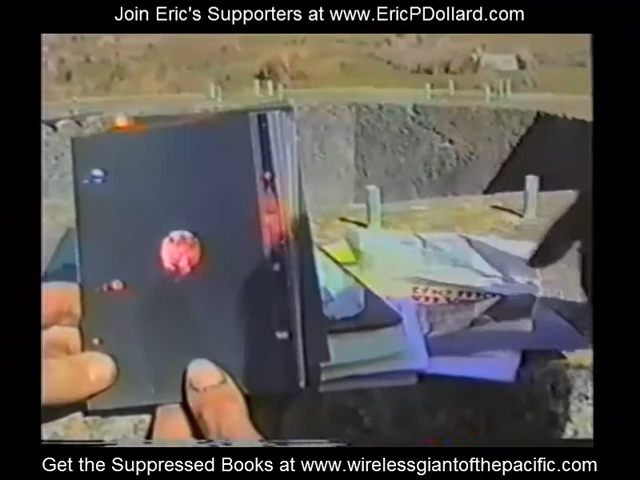 Join Eric's Supporters at www.EricPDollard.com
Get the Suppressed Books at www.wirelessgiantofthepacific.com